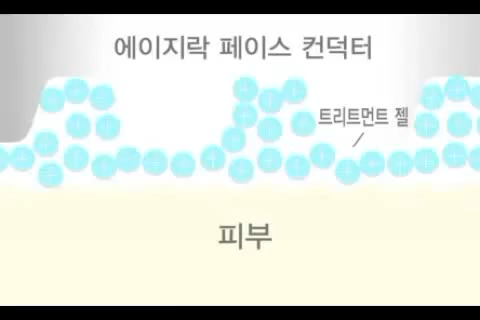 에이지락 페이스 컨덕터
트리트먼트 젤
피부